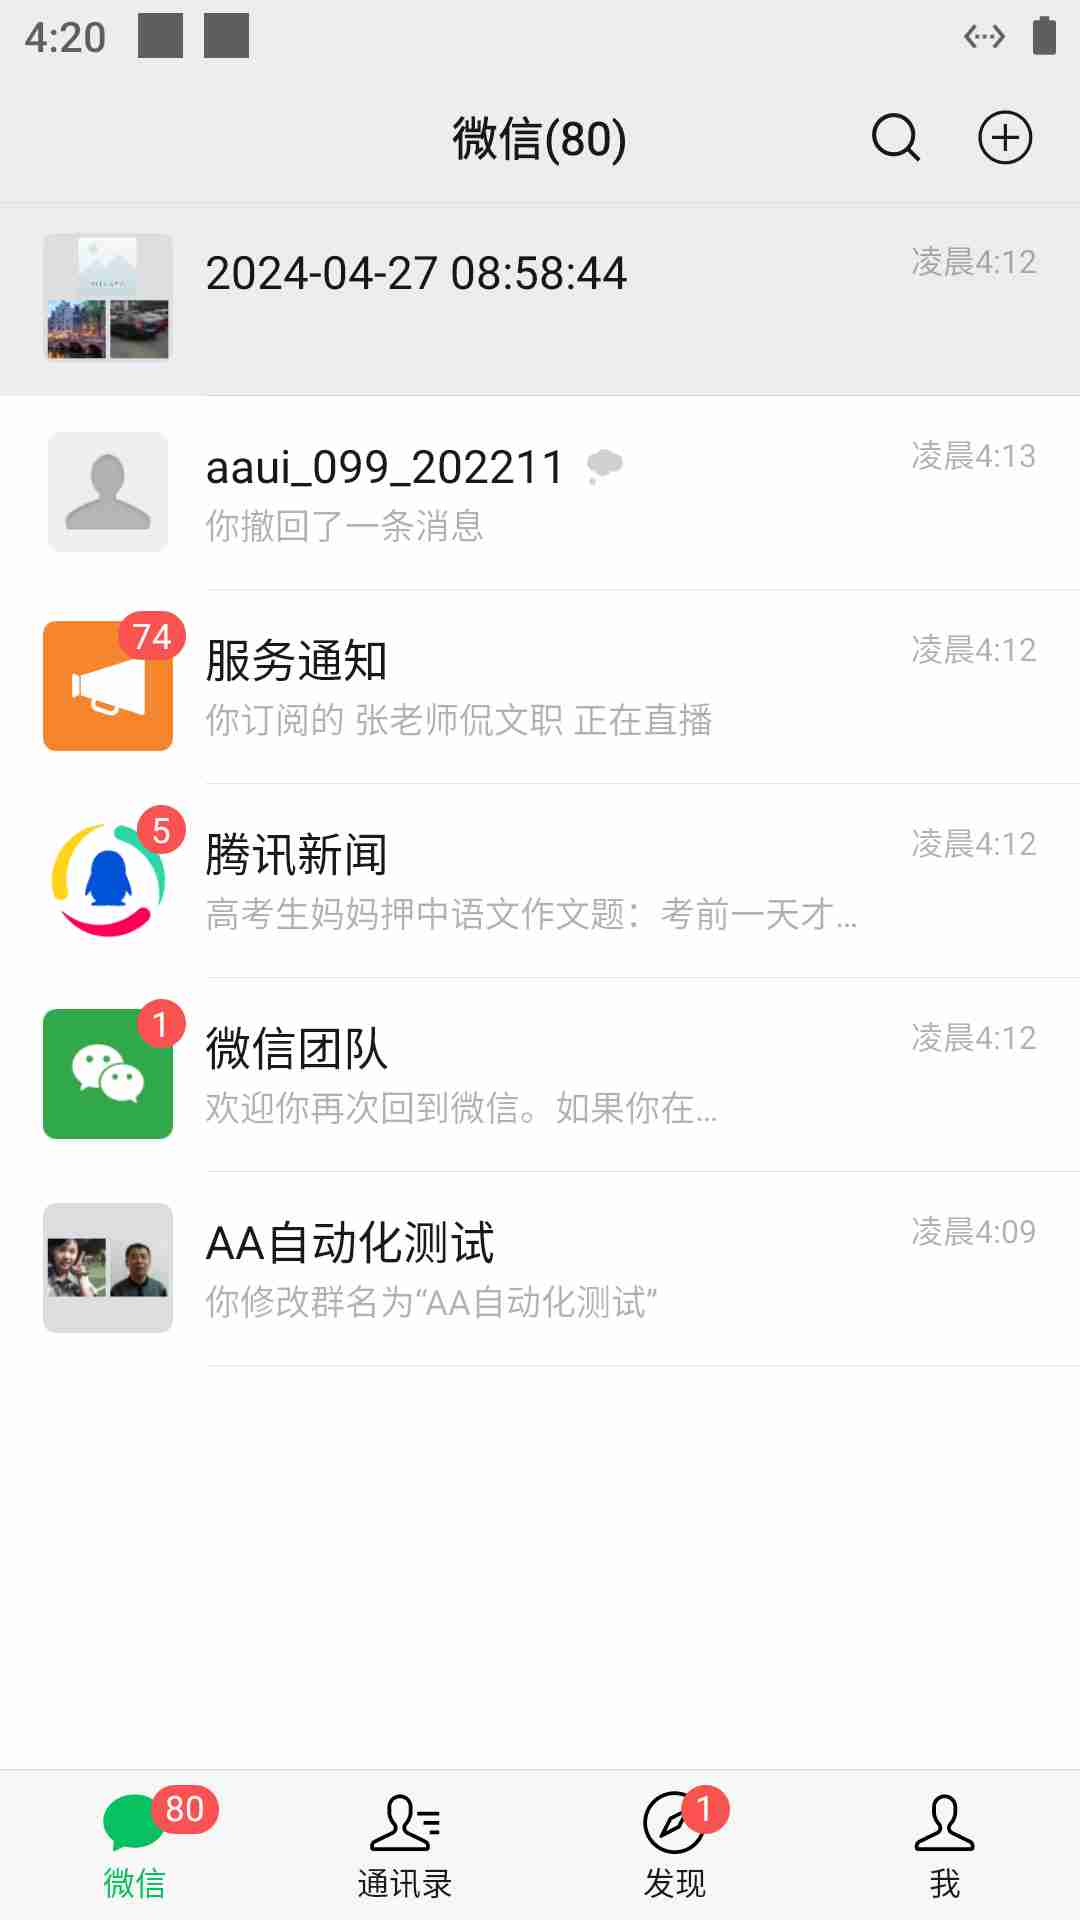 4:20
微信(80)
2024-04-27 08:58:44
凌晨4:12
aaui_099_202211
凌晨4:13
你撤回了一条消息
74
服务通知
凌晨4:12
你订阅的 张老师侃文职 正在直播
5
腾讯新闻
凌晨4:12
高考生妈妈押中语文作文题：考前一天才...
1
微信团队
凌晨4:12
欢迎你再次回到微信。如果你在...
AA自动化测试
凌晨4:09
你修改群名为“AA自动化测试”
80
1
微信
通讯录
发现
我